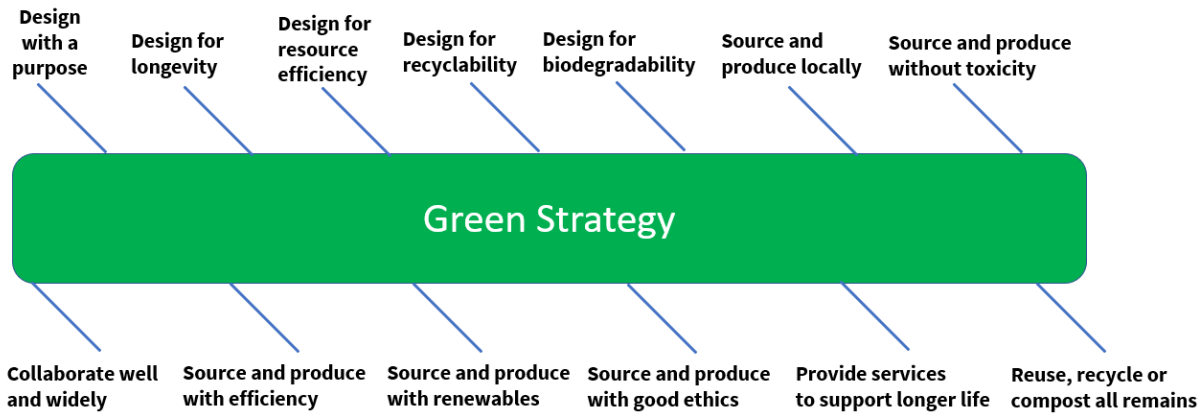 Design
with a
purpose
Design for
longevity
Design for
resource
efficiency
Design for
recyclability
Design for
biodegradability
Source and
produce locally
Source and produce
without toxicity
Green Strategy
Collaborate well
and widely
Source and produce
with efficiency
Source and produce
with renewables
Source and produce
with good ethics
Provide services
to support longer life
Reuse, recycle or
compost all remains